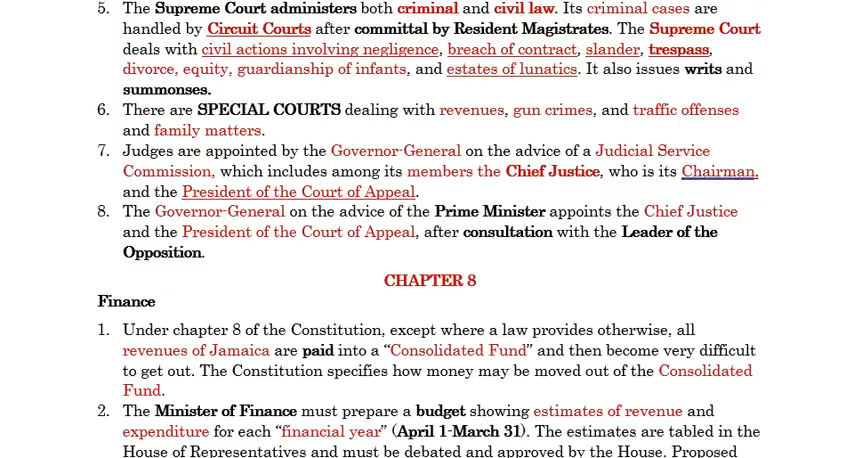 5. The Supreme Court administers both criminal and civil law. Its criminal cases are
handled by Circuit Courts after committal by Resident Magistrates. The Supreme Court
deals with civil actions involving negligence, breach of contract, slander, trespass,
divorce, equity, guardianship of infants, and estates of lunatics. It also issues writs and
summonses.
6. There are SPECIAL COURTS dealing with revenues, gun crimes, and traffic offenses
and family matters.
7. Judges are appointed by the Governor-General on the advice of a Judicial Service
Commission, which includes among its members the Chief Justice, who is its Chairman,
and the President of the Court of Appeal.
8. The Governor-General on the advice of the Prime Minister appoints the Chief Justice
and the President of the Court of Appeal, after consultation with the Leader of the
Opposition.
CHAPTER 8
Finance
1. Under chapter 8 of the Constitution, except where a law provides otherwise, all
revenues of Jamaica are paid into a “Consolidated Fund” and then become very difficult
to get out. The Constitution specifies how money may be moved out of the Consolidated
Fund.
2. The Minister of Finance must prepare a budget showing estimates of revenue and
expenditure for each “financial year” (April 1-March 31). The estimates are tabled in the
House of Representatives and must be debated and approved by the House. Proposed